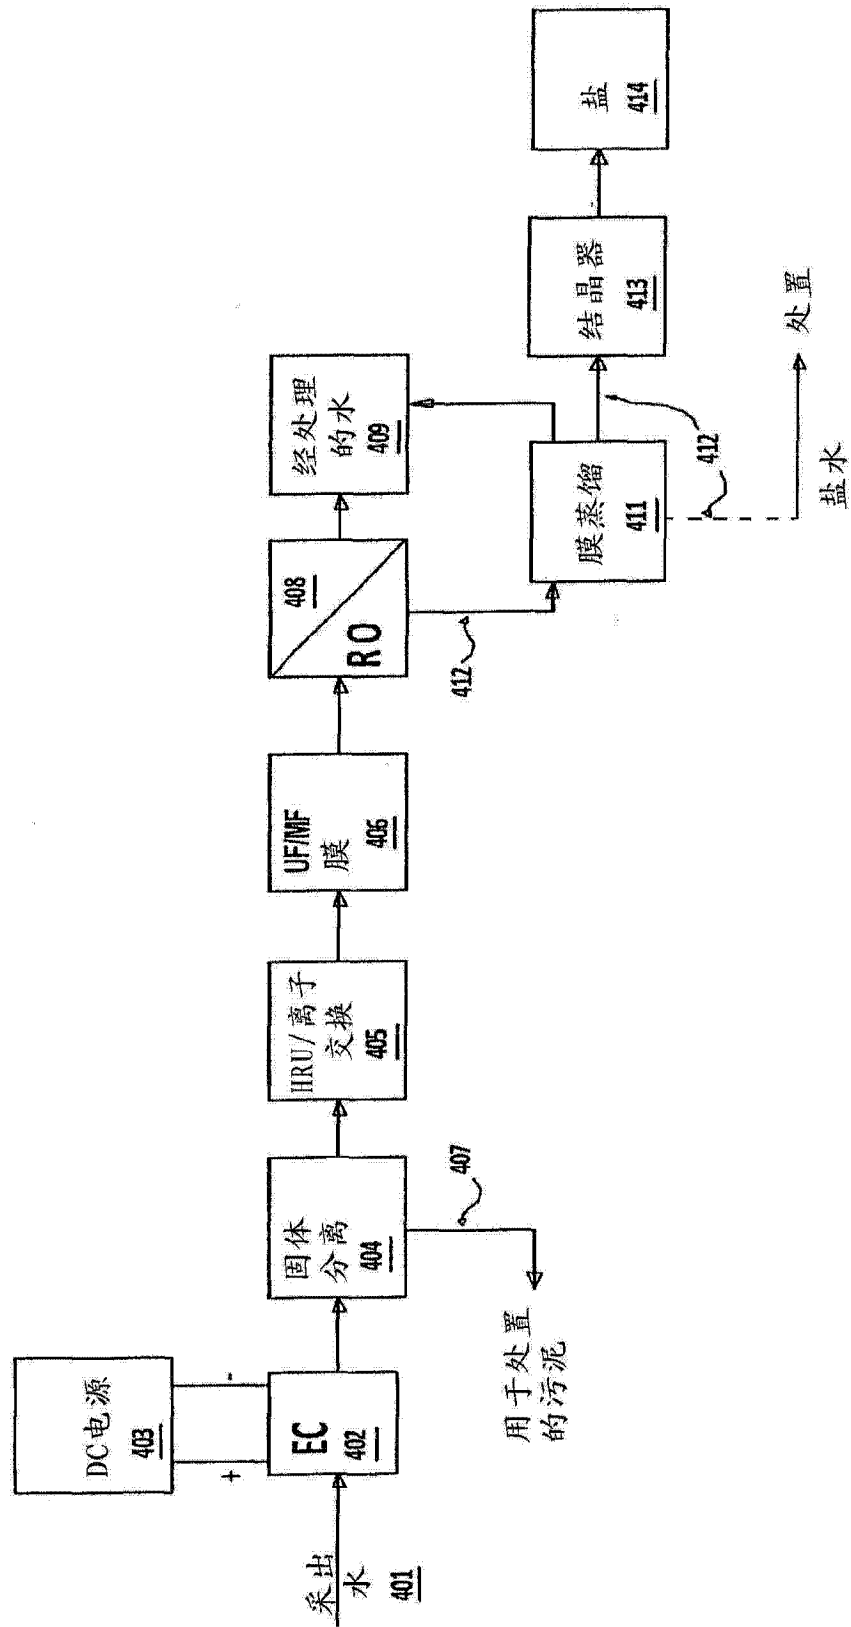 DC电源
403
+
-
采出
水
401
EC
402
固体
分离
404
407
用于处置
的污泥
HRU/离子
交换
405
UF/MF
膜
406
408
RO
412
经处理
的水
409
膜蒸馏
411
412
结晶器
413
盐
414
盐水
处置